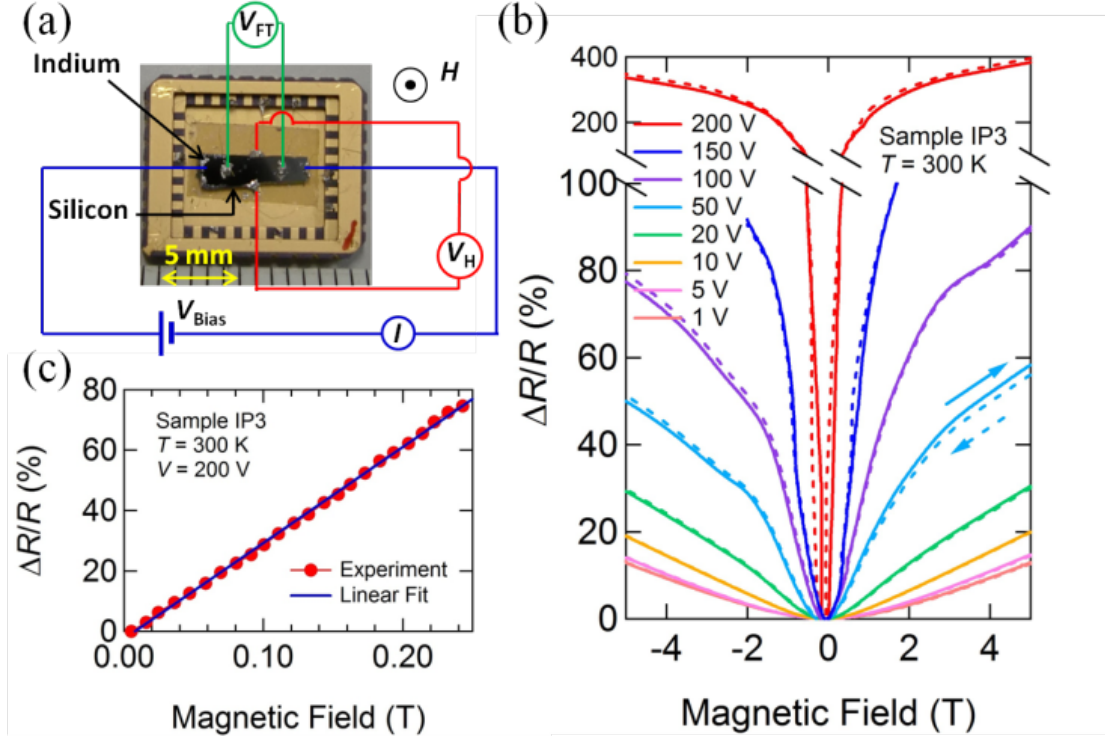 (a)
V_FT
Indium
H
Silicon
5 mm
V_H
V_Bias
I
(b)
ΔR/R (%)
400
200
100
80
60
40
20
0
200 V
150 V
100 V
50 V
20 V
10 V
5 V
1 V
Sample IP3
T = 300 K
-4
-2
0
2
4
Magnetic Field (T)
(c)
ΔR/R (%)
80
60
40
20
0
Sample IP3
T = 300 K
V = 200 V
Experiment
Linear Fit
0.00
0.10
0.20
Magnetic Field (T)